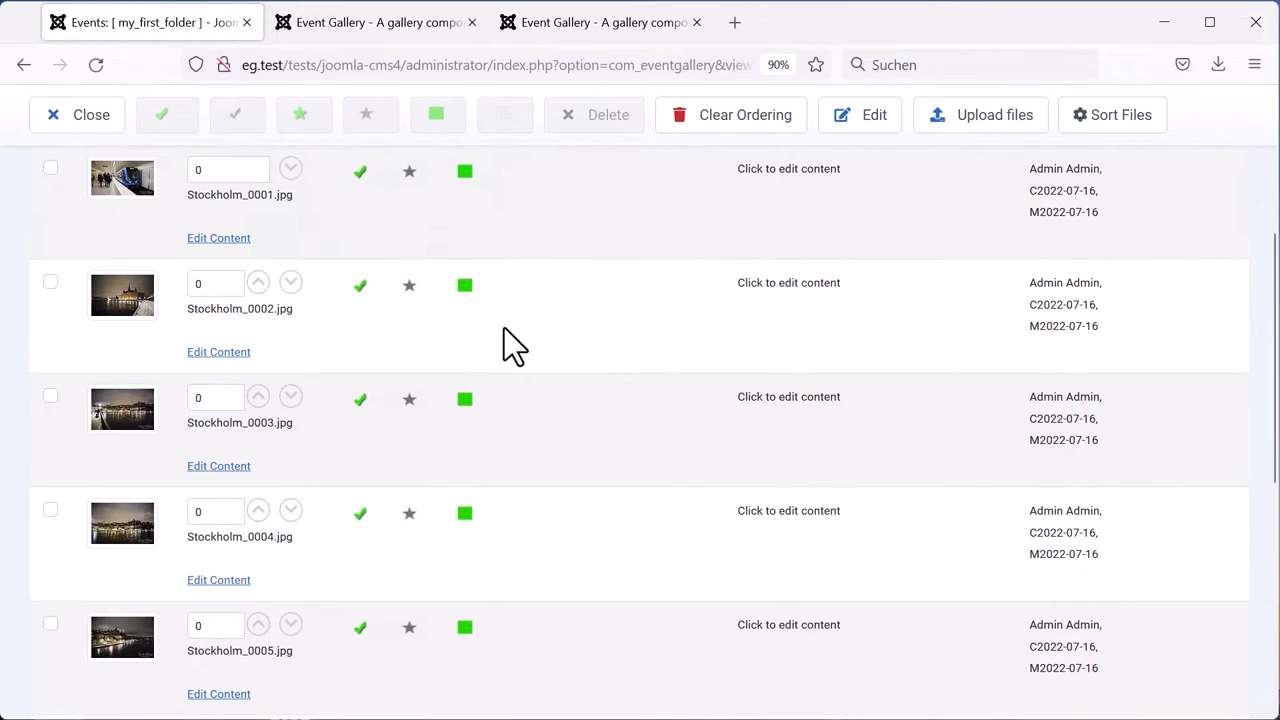 Events: [ my_first_folder ] - Joon
Event Gallery - A gallery compo
Event Gallery - A gallery compo
eg.test/tests/joomla-cms4/administrator/index.php?option=com_eventgallery&view
90%
Suchen
Close
Delete
Clear Ordering
Edit
Upload files
Sort Files
0
Stockholm_0001.jpg
Edit Content
Click to edit content
Admin Admin,
C2022-07-16,
M2022-07-16
0
Stockholm_0002.jpg
Edit Content
Click to edit content
Admin Admin,
C2022-07-16,
M2022-07-16
0
Stockholm_0003.jpg
Edit Content
Click to edit content
Admin Admin,
C2022-07-16,
M2022-07-16
0
Stockholm_0004.jpg
Edit Content
Click to edit content
Admin Admin,
C2022-07-16,
M2022-07-16
0
Stockholm_0005.jpg
Edit Content
Click to edit content
Admin Admin,
C2022-07-16,
M2022-07-16